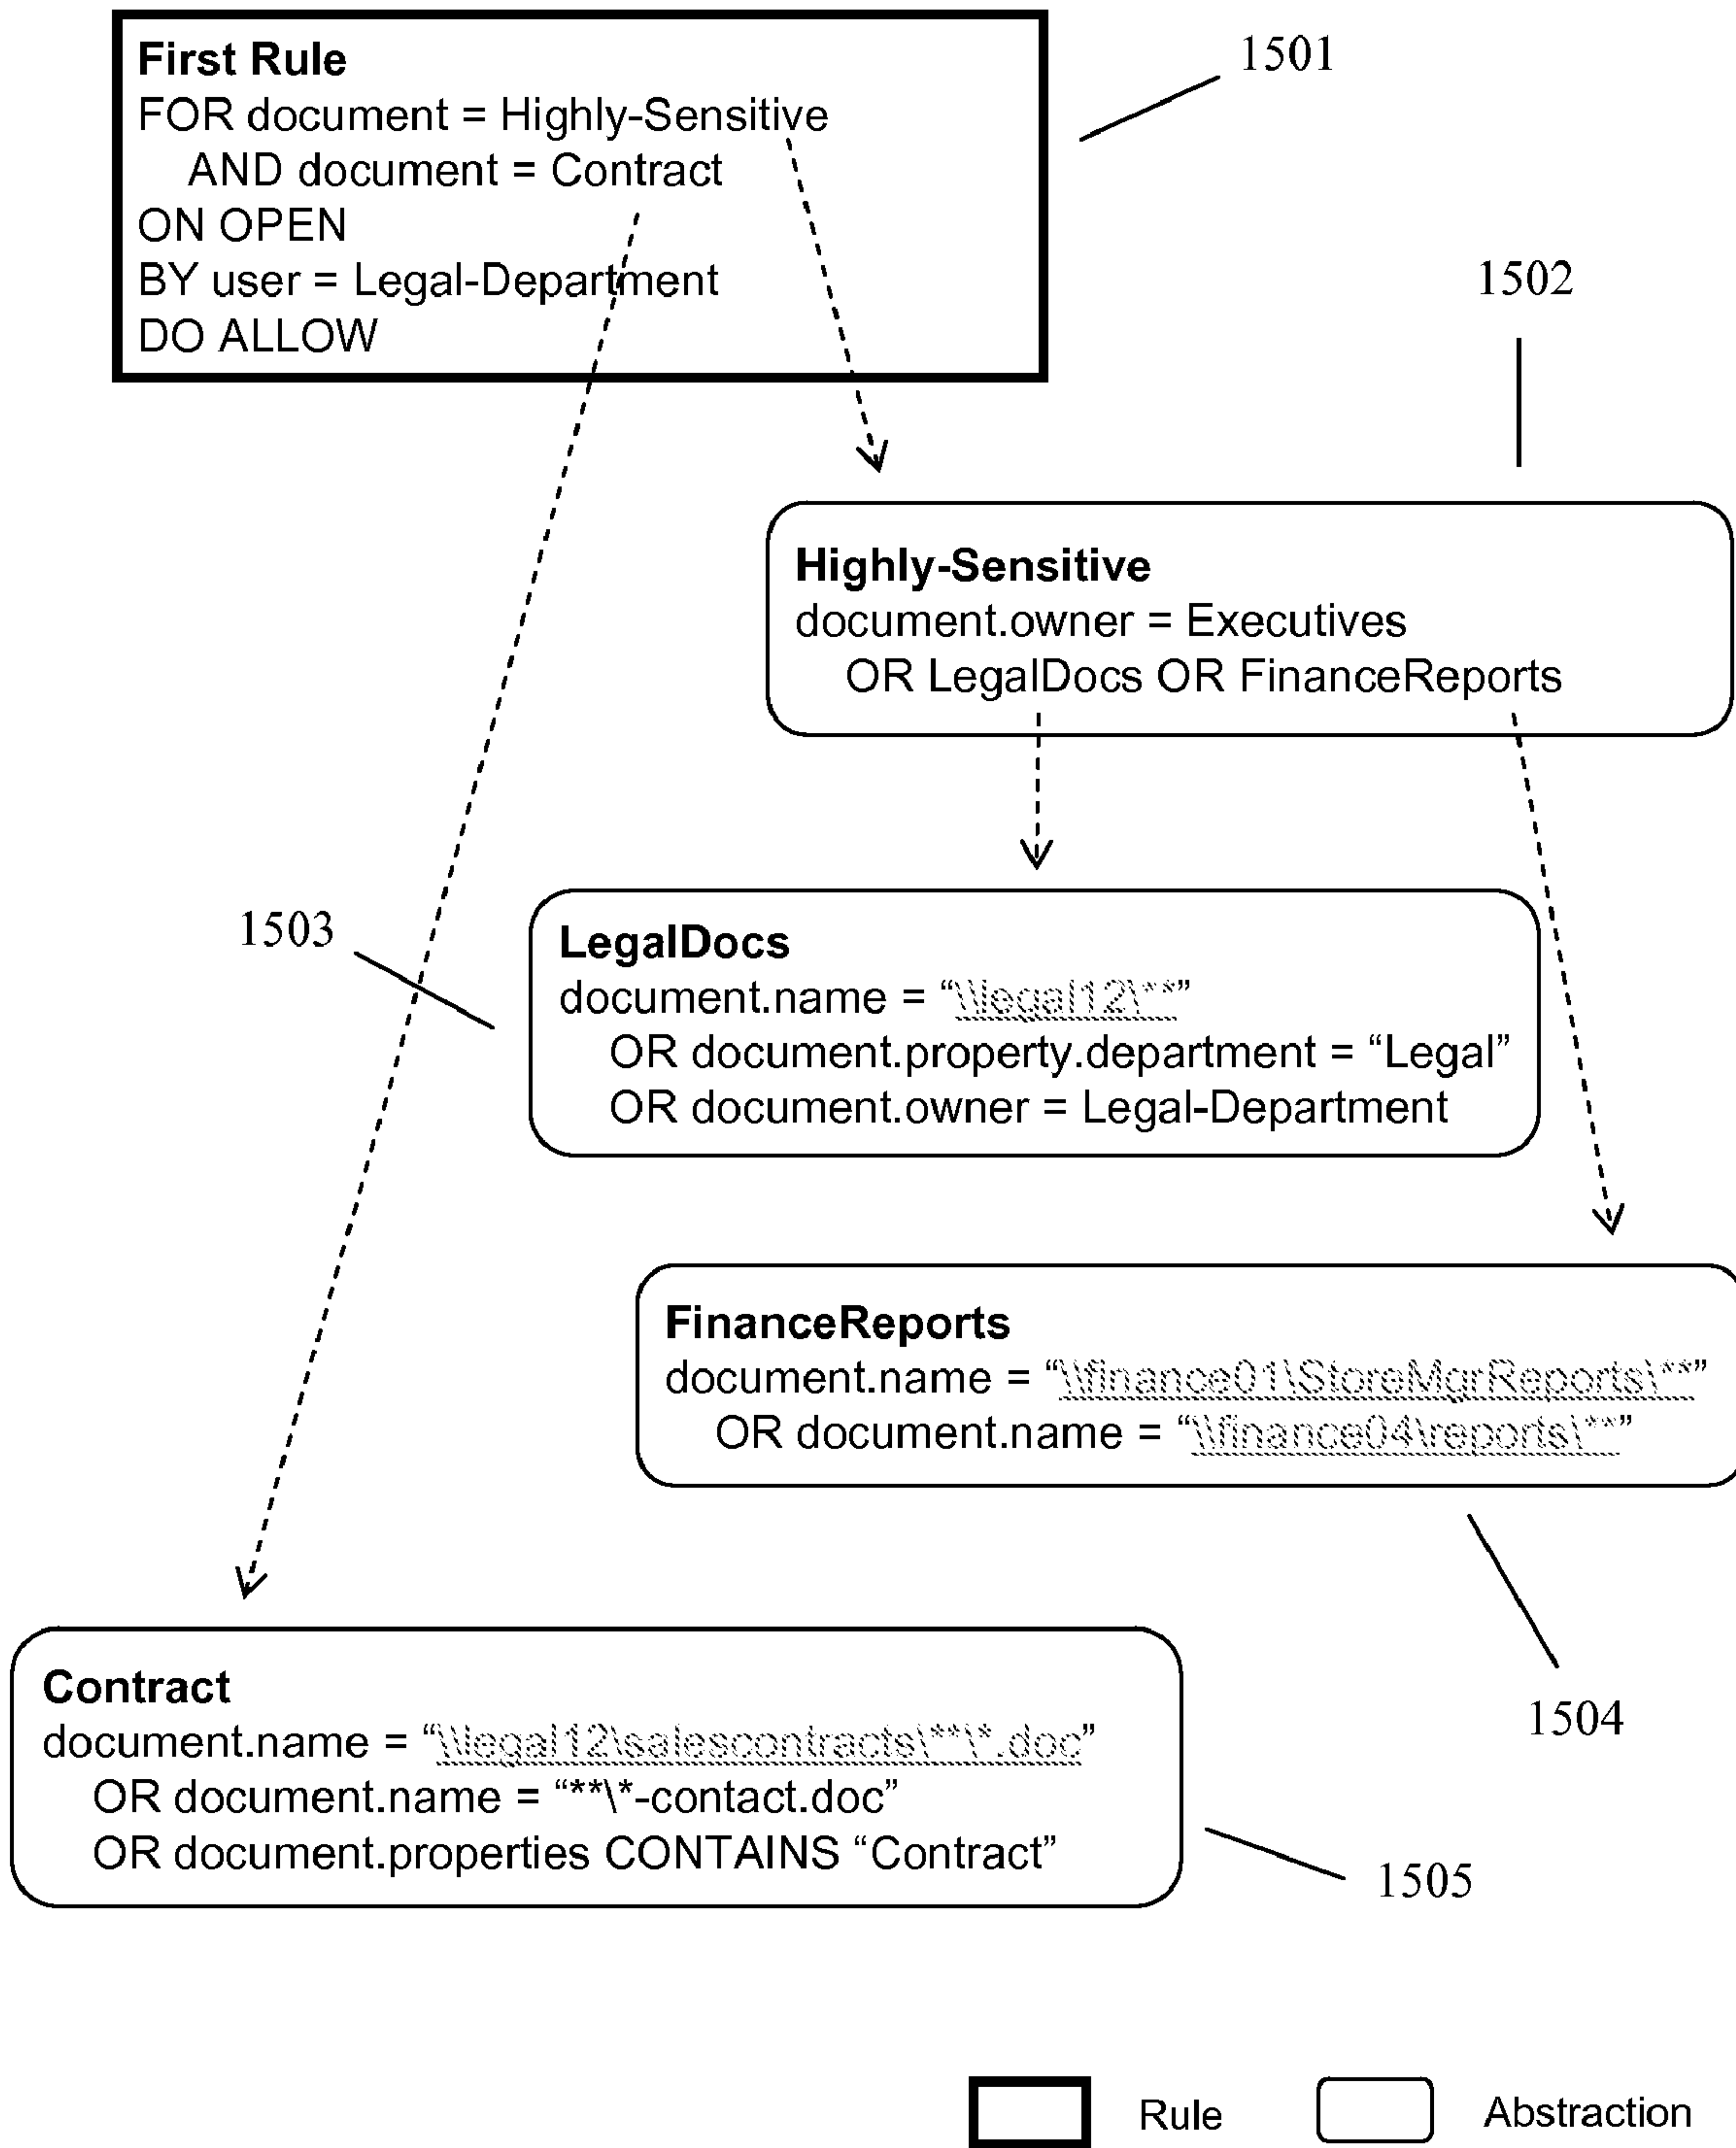 First Rule
FOR document = Highly-Sensitive
AND document = Contract
ON OPEN
BY user = Legal-Department
DO ALLOW
1501
1502
Highly-Sensitive
document.owner = Executives
OR LegalDocs OR FinanceReports
1503
LegalDocs
document.name = “\\legal12\**”
OR document.property.department = “Legal”
OR document.owner = Legal-Department
FinanceReports
document.name = “\\finance01\StoreMgrReports\**”
OR document.name = “\\finance04\reports\**”
1504
Contract
document.name = “\\legal12\salescontracts\**\*.doc”
OR document.name = “**\*-contact.doc”
OR document.properties CONTAINS “Contract”
1505
Rule
Abstraction